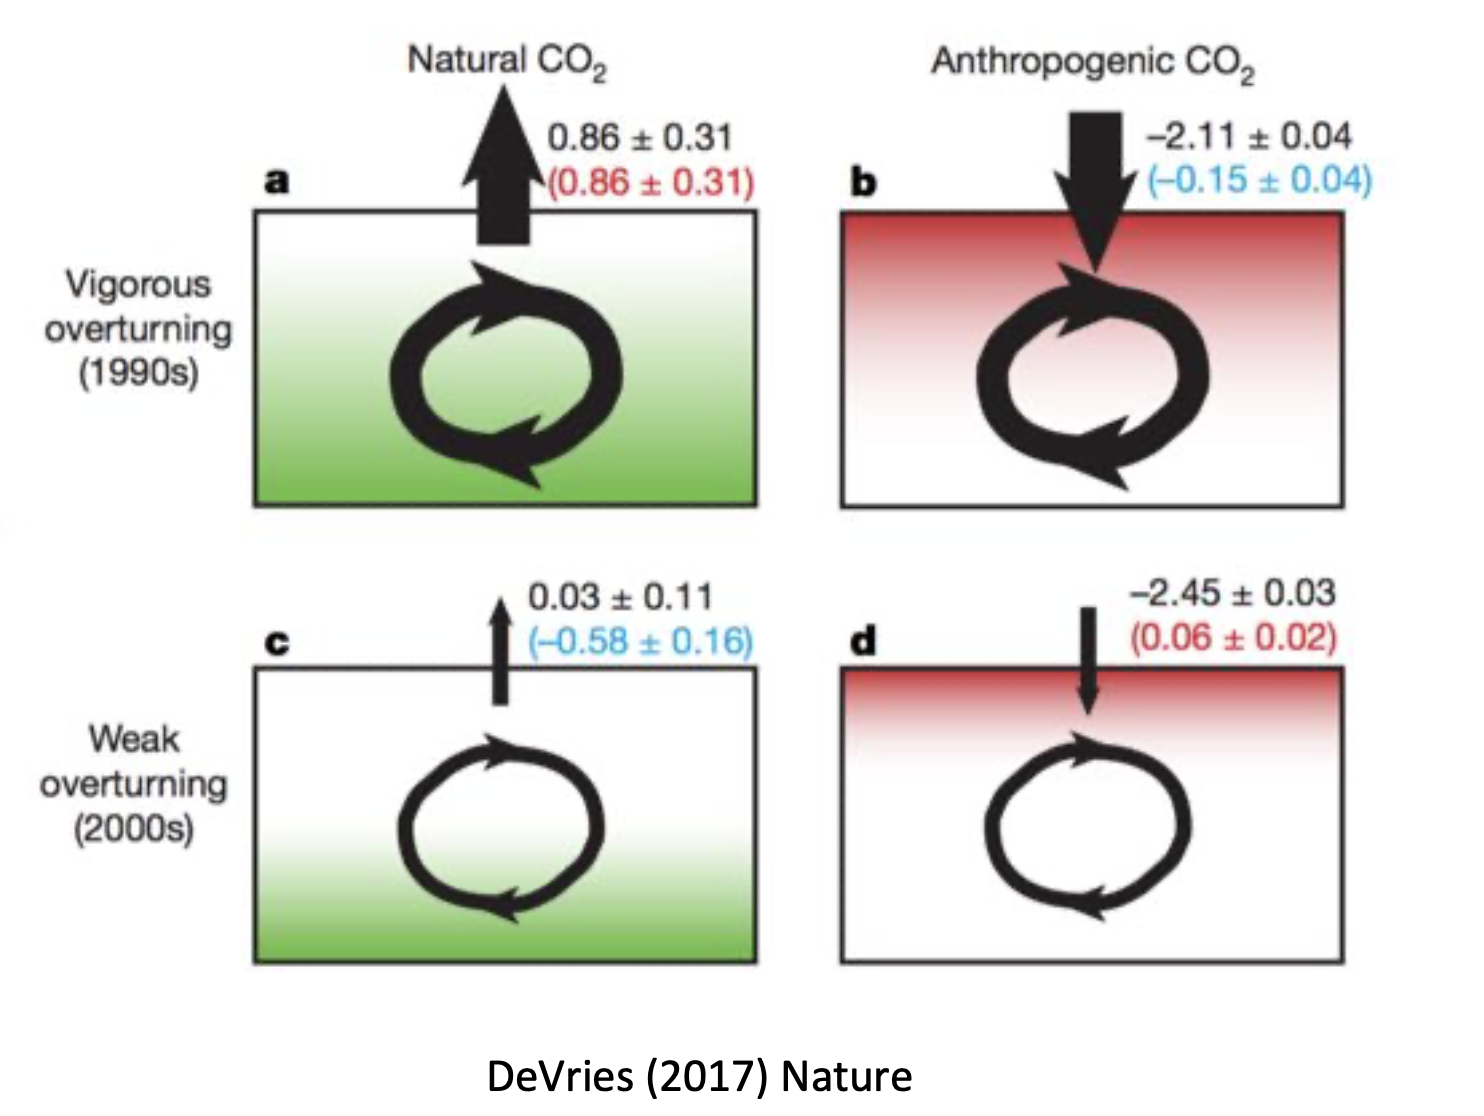 Natural CO₂
Anthropogenic CO₂
0.86 ± 0.31
(0.86 ± 0.31)
a
–2.11 ± 0.04
(–0.15 ± 0.04)
b
Vigorous
overturning
(1990s)
0.03 ± 0.11
(–0.58 ± 0.16)
c
–2.45 ± 0.03
(0.06 ± 0.02)
d
Weak
overturning
(2000s)
DeVries (2017) Nature